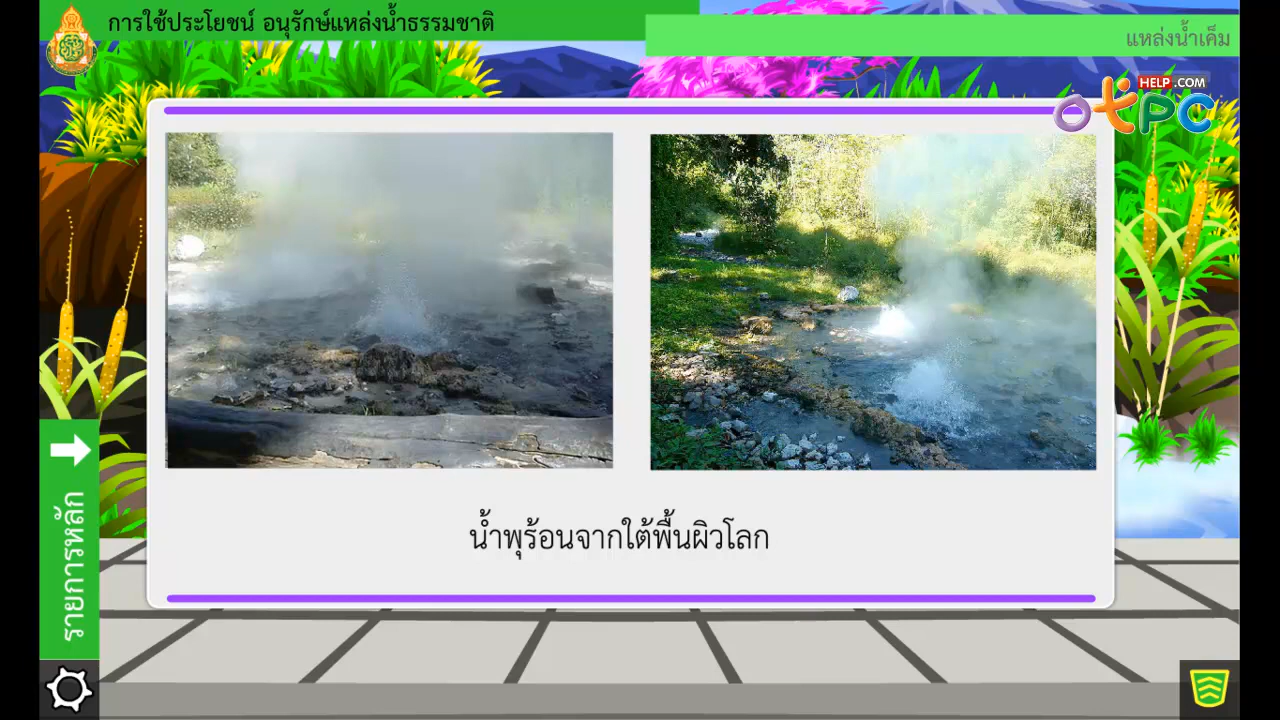 การใช้ประโยชน์ อนุรักษ์แหล่งน้ำธรรมชาติ
แหล่งน้ำเค็ม
HELP.COM
otpc
น้ำพุร้อนจากใต้พื้นผิวโลก
รายการหลัก